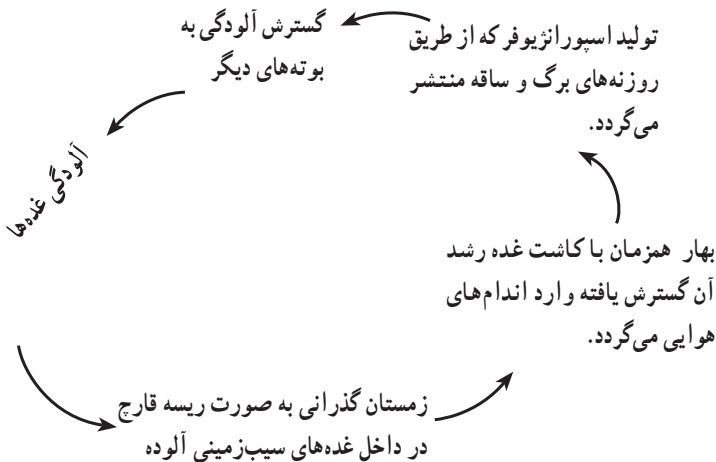 تولید اسپورانژیوفر که از طریق
روزنه‌های برگ و ساقه منتشر
می‌گردد.
گسترش آلودگی به
بوته‌های دیگر
آلودگی غده‌ها
زمستان گذرانی به صورت ریسه قارچ
در داخل غده‌های سیب‌زمینی آلوده
بهار همزمان با کاشت غده رشد
آن گسترش یافته وارد اندام‌های
هوایی می‌گردد.